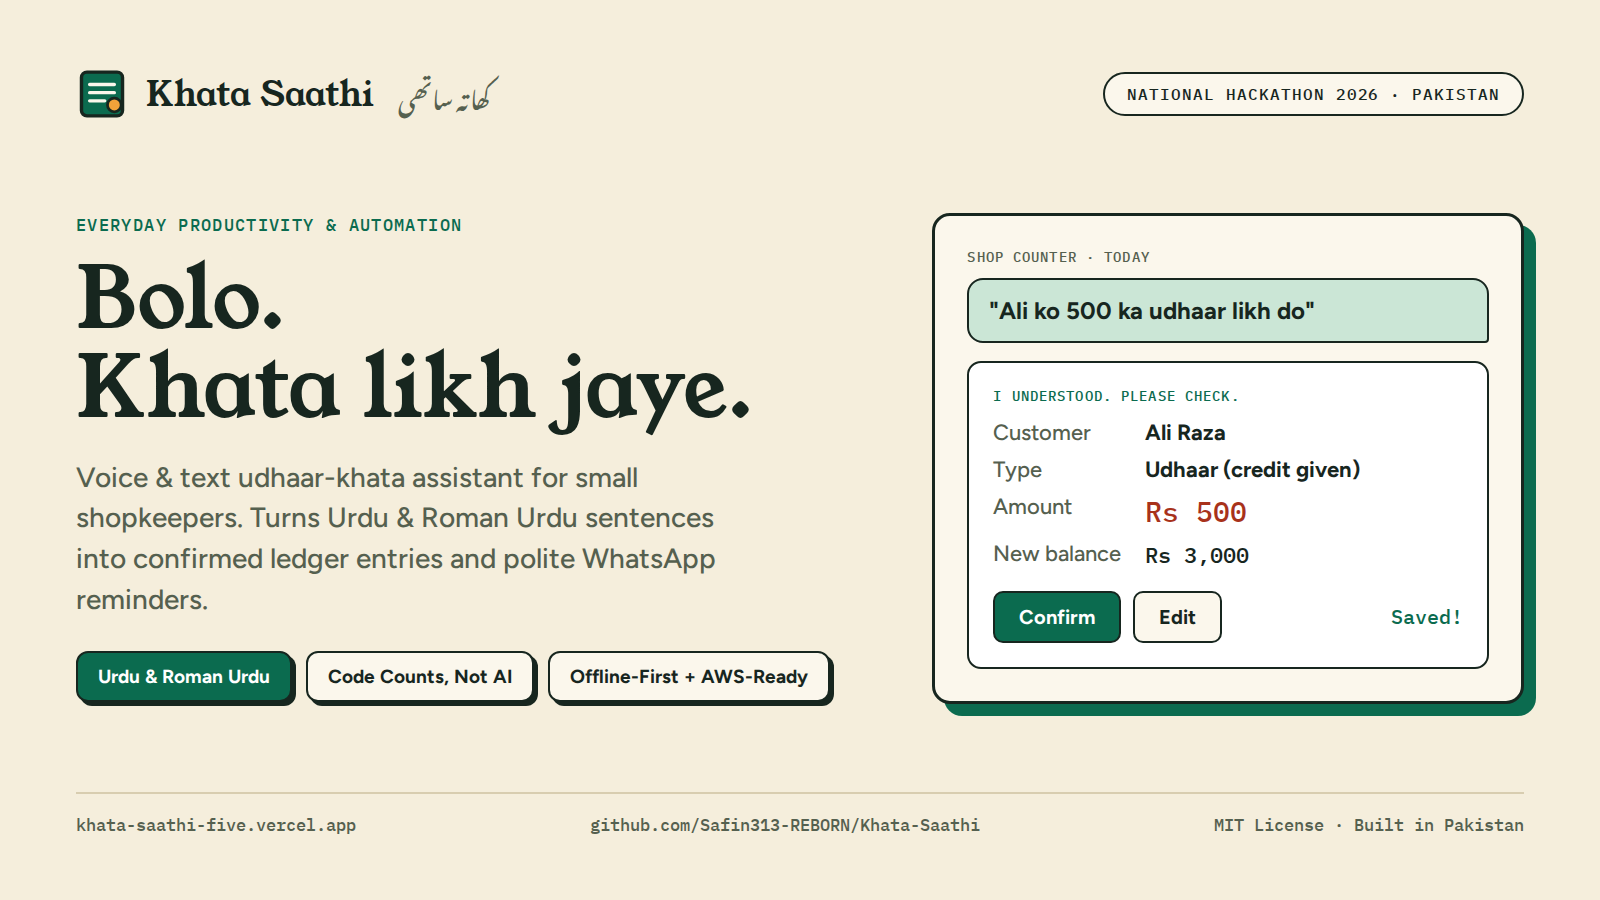 Khata Saathi کھاتہ ساتھی
NATIONAL HACKATHON 2026 · PAKISTAN
EVERYDAY PRODUCTIVITY & AUTOMATION
Bolo.
Khata likh jaye.
Voice & text udhaar-khata assistant for small
shopkeepers. Turns Urdu & Roman Urdu sentences
into confirmed ledger entries and polite WhatsApp
reminders.
Urdu & Roman Urdu
Code Counts, Not AI
Offline-First + AWS-Ready
SHOP COUNTER · TODAY
"Ali ko 500 ka udhaar likh do"
I UNDERSTOOD. PLEASE CHECK.
Customer Ali Raza
Type Udhaar (credit given)
Amount Rs 500
New balance Rs 3,000
Confirm Edit Saved!
khata-saathi-five.vercel.app
github.com/Safin313-REBORN/Khata-Saathi
MIT License · Built in Pakistan